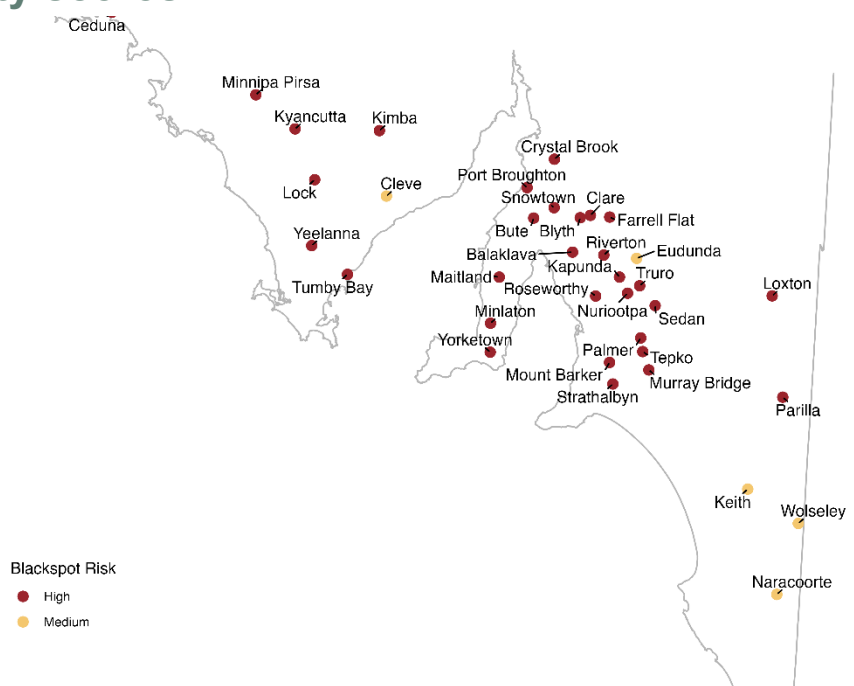 Ceduna
Minnipa Pirsa
Kyancutta
Kimba
Crystal Brook
Port Broughton
Lock
Cleve
Snowtown
Clare
Bute
Blyth
Farrell Flat
Yeelanna
Balaklava
Riverton
Eudunda
Kapunda
Truro
Tumby Bay
Maitland
Roseworthy
Loxton
Minlaton
Nuriootpa
Sedan
Yorketown
Palmer
Tepko
Mount Barker
Murray Bridge
Strathalbyn
Parilla
Keith
Wolseley
Blackspot Risk
High
Medium
Naracoorte